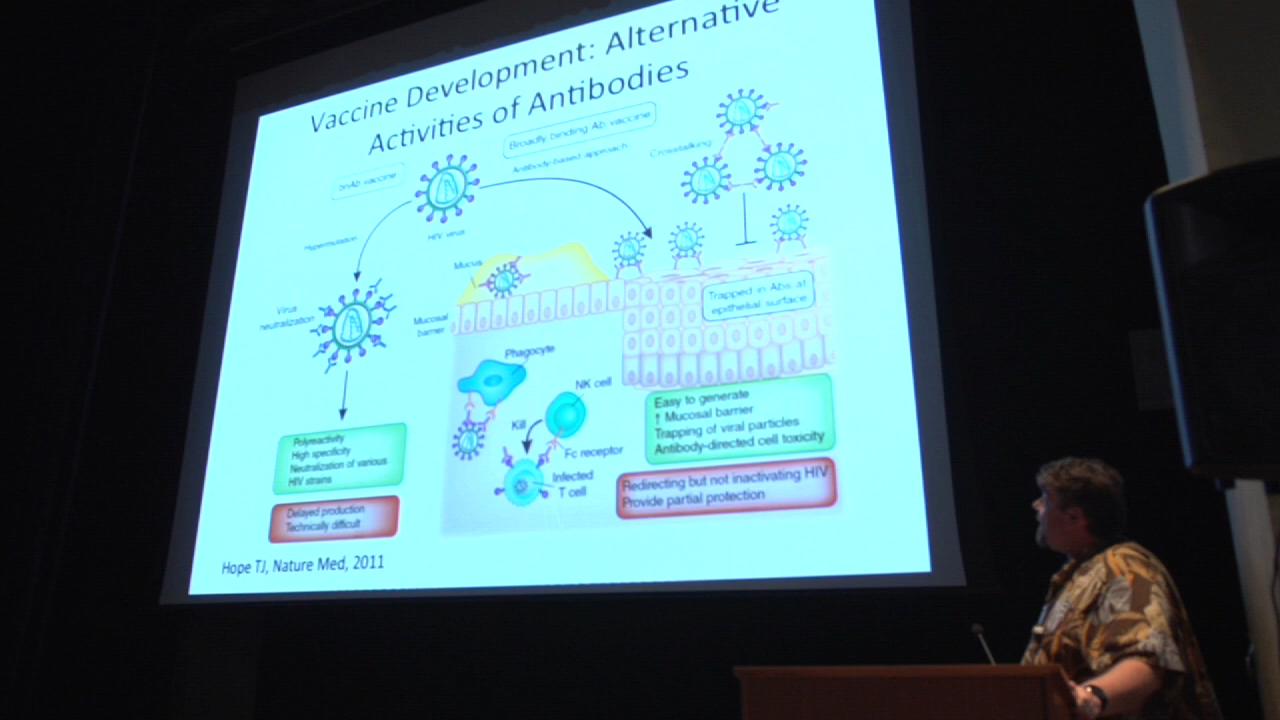 Vaccine Development: Alternative
Activities of Antibodies
bnAb vaccine
Broadly binding Ab vaccine
Antibody-based approach
Crosstalking
Hypermutation
HIV virus
Mucus
Virus
neutralization
Mucosal
barrier
Trapped in Abs at
epithelial surface
Phagocyte
NK cell
Kill
Fc receptor
Infected
T cell
Easy to generate
↑ Mucosal barrier
Trapping of viral particles
Antibody-directed cell toxicity
Polyreactivity
High specificity
Neutralization of various
HIV strains
Redirecting but not inactivating HIV
Provide partial protection
Delayed production
Technically difficult
Hope TJ, Nature Med, 2011